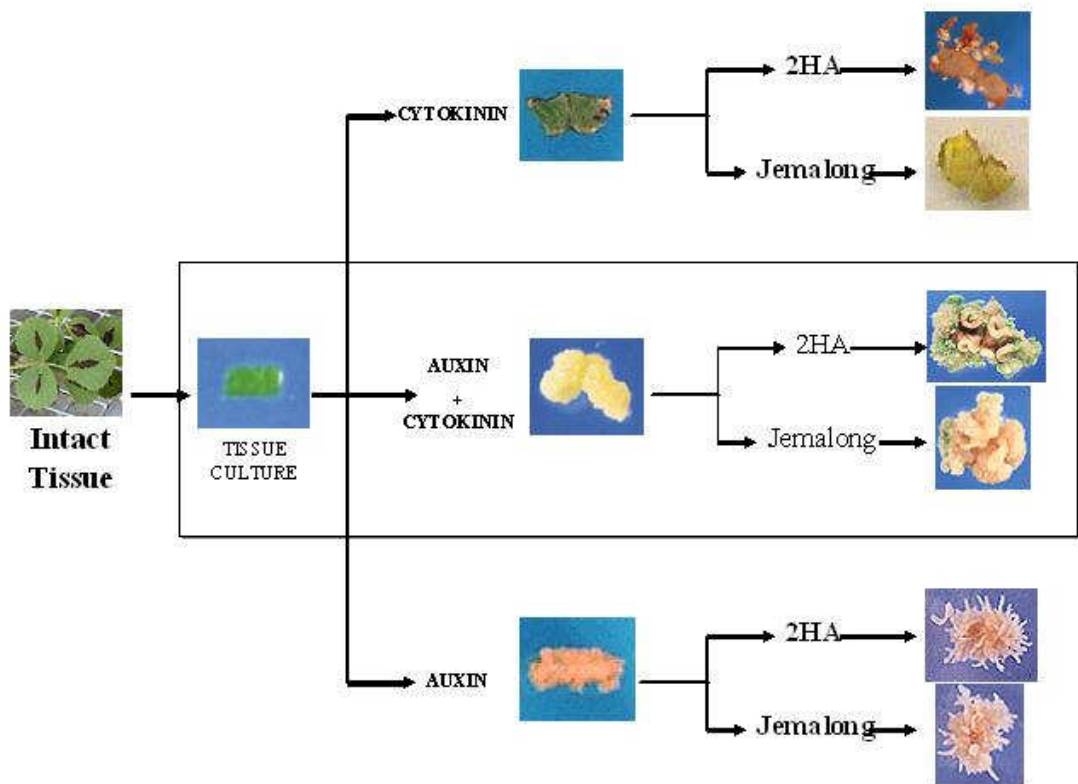 CYTOKININ
2HA
Jemalong
Intact
Tissue
TISSUE
CULTURE
AUXIN
+
CYTOKININ
2HA
Jemalong
AUXIN
2HA
Jemalong